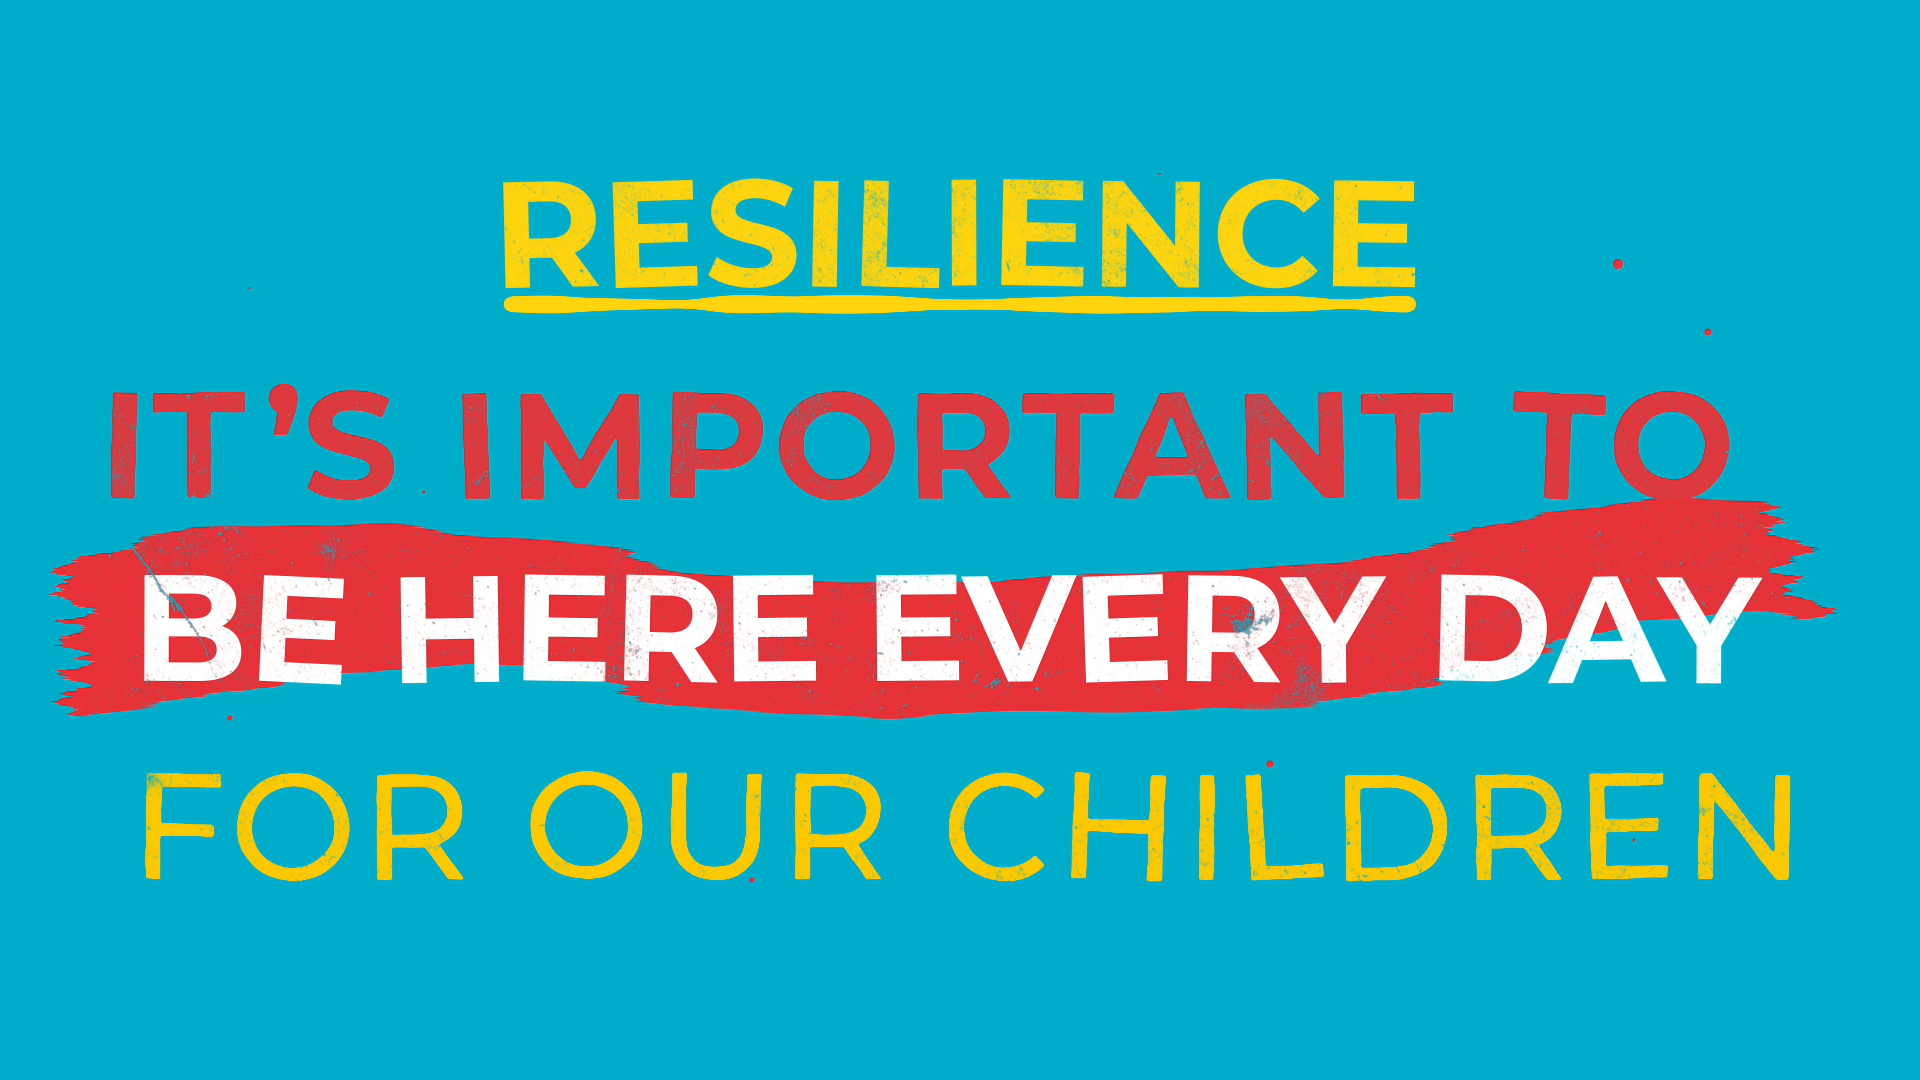 RESILIENCE
IT’S IMPORTANT TO
BE HERE EVERY DAY
FOR OUR CHILDREN